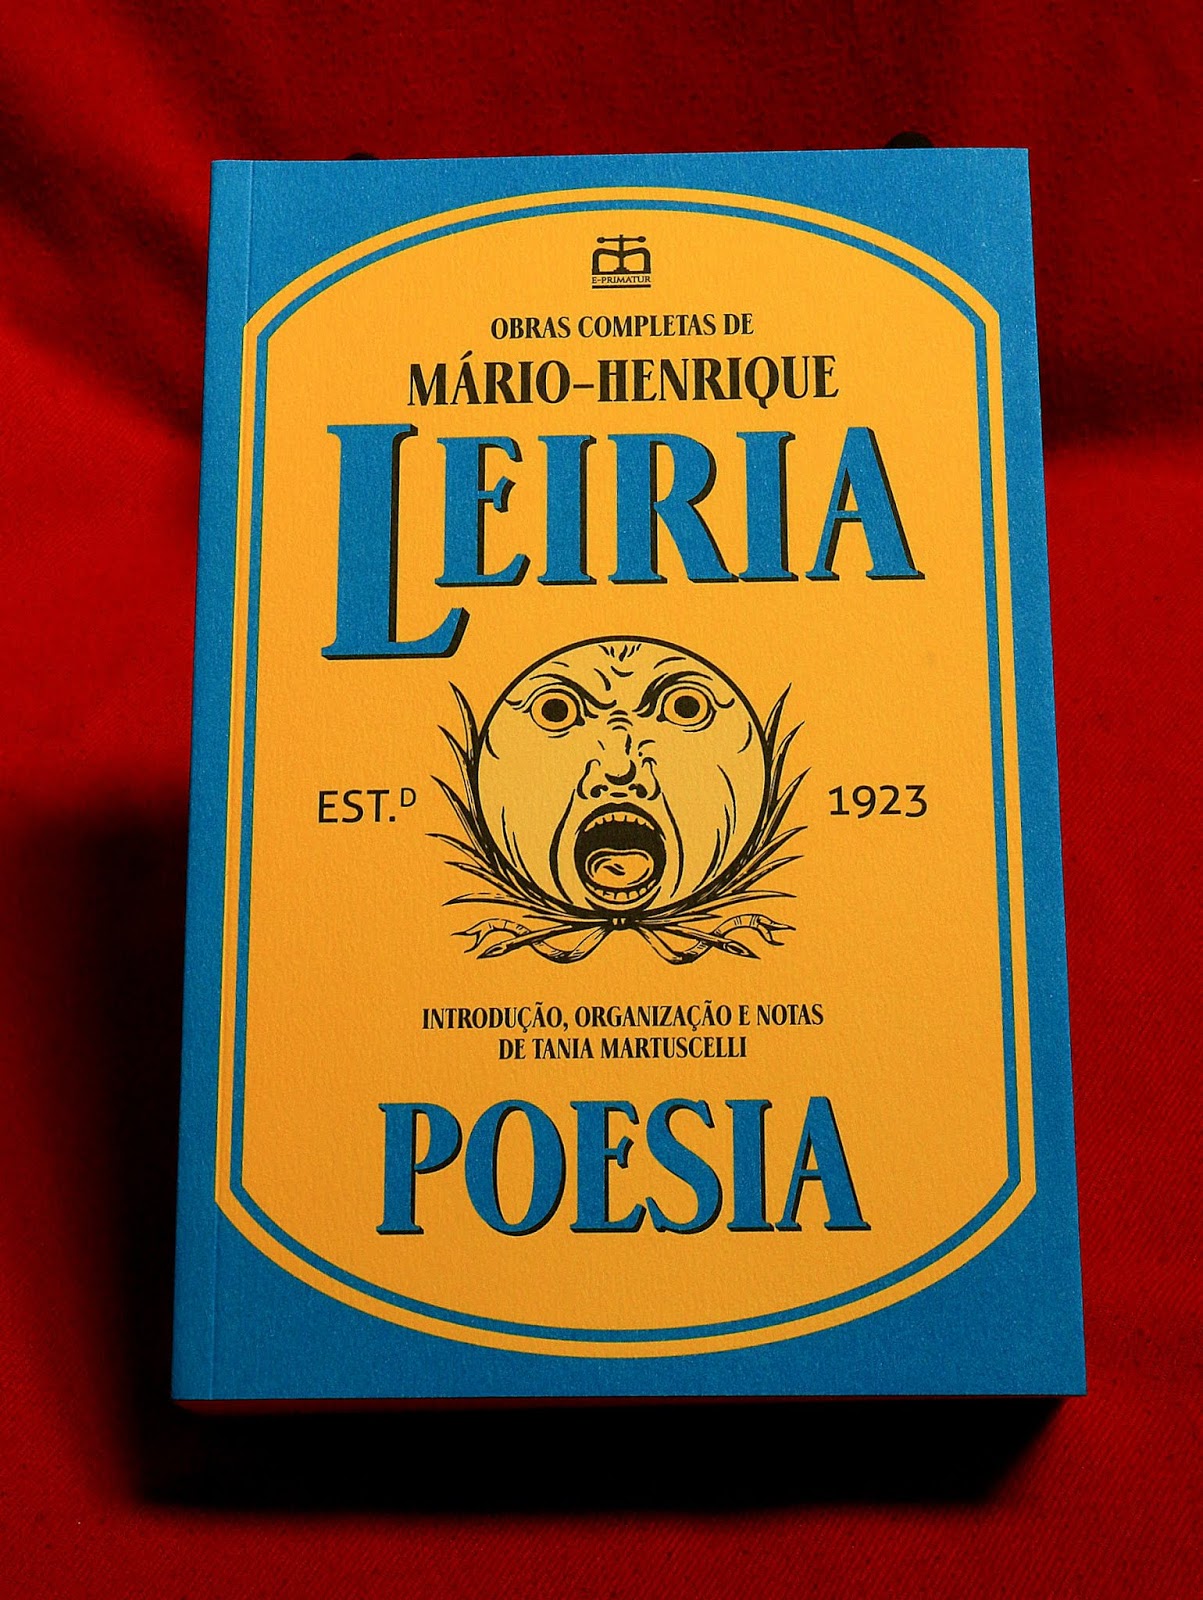 E-PRIMATUR
OBRAS COMPLETAS DE
MÁRIO-HENRIQUE
LEIRIA
EST.D 1923
INTRODUÇÃO, ORGANIZAÇÃO E NOTAS
DE TANIA MARTUSCELLI
POESIA